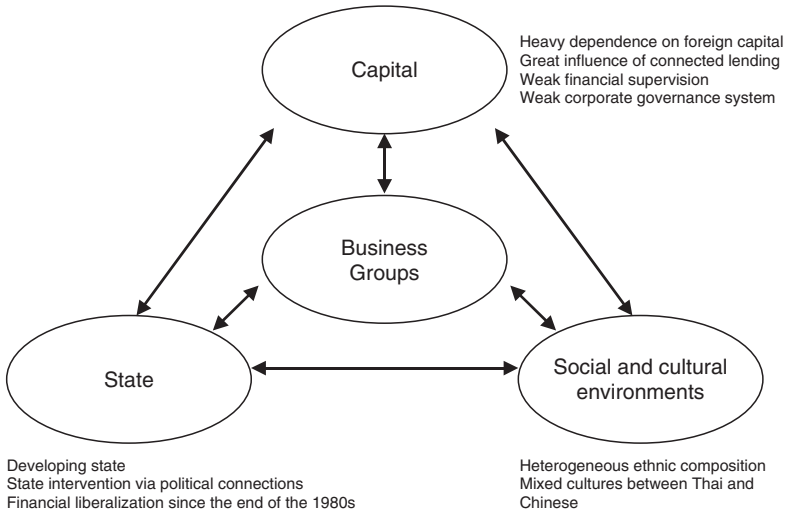 Capital
Heavy dependence on foreign capital
Great influence of connected lending
Weak financial supervision
Weak corporate governance system
Business
Groups
State
Social and cultural
environments
Developing state
State intervention via political connections
Financial liberalization since the end of the 1980s
Heterogeneous ethnic composition
Mixed cultures between Thai and
Chinese